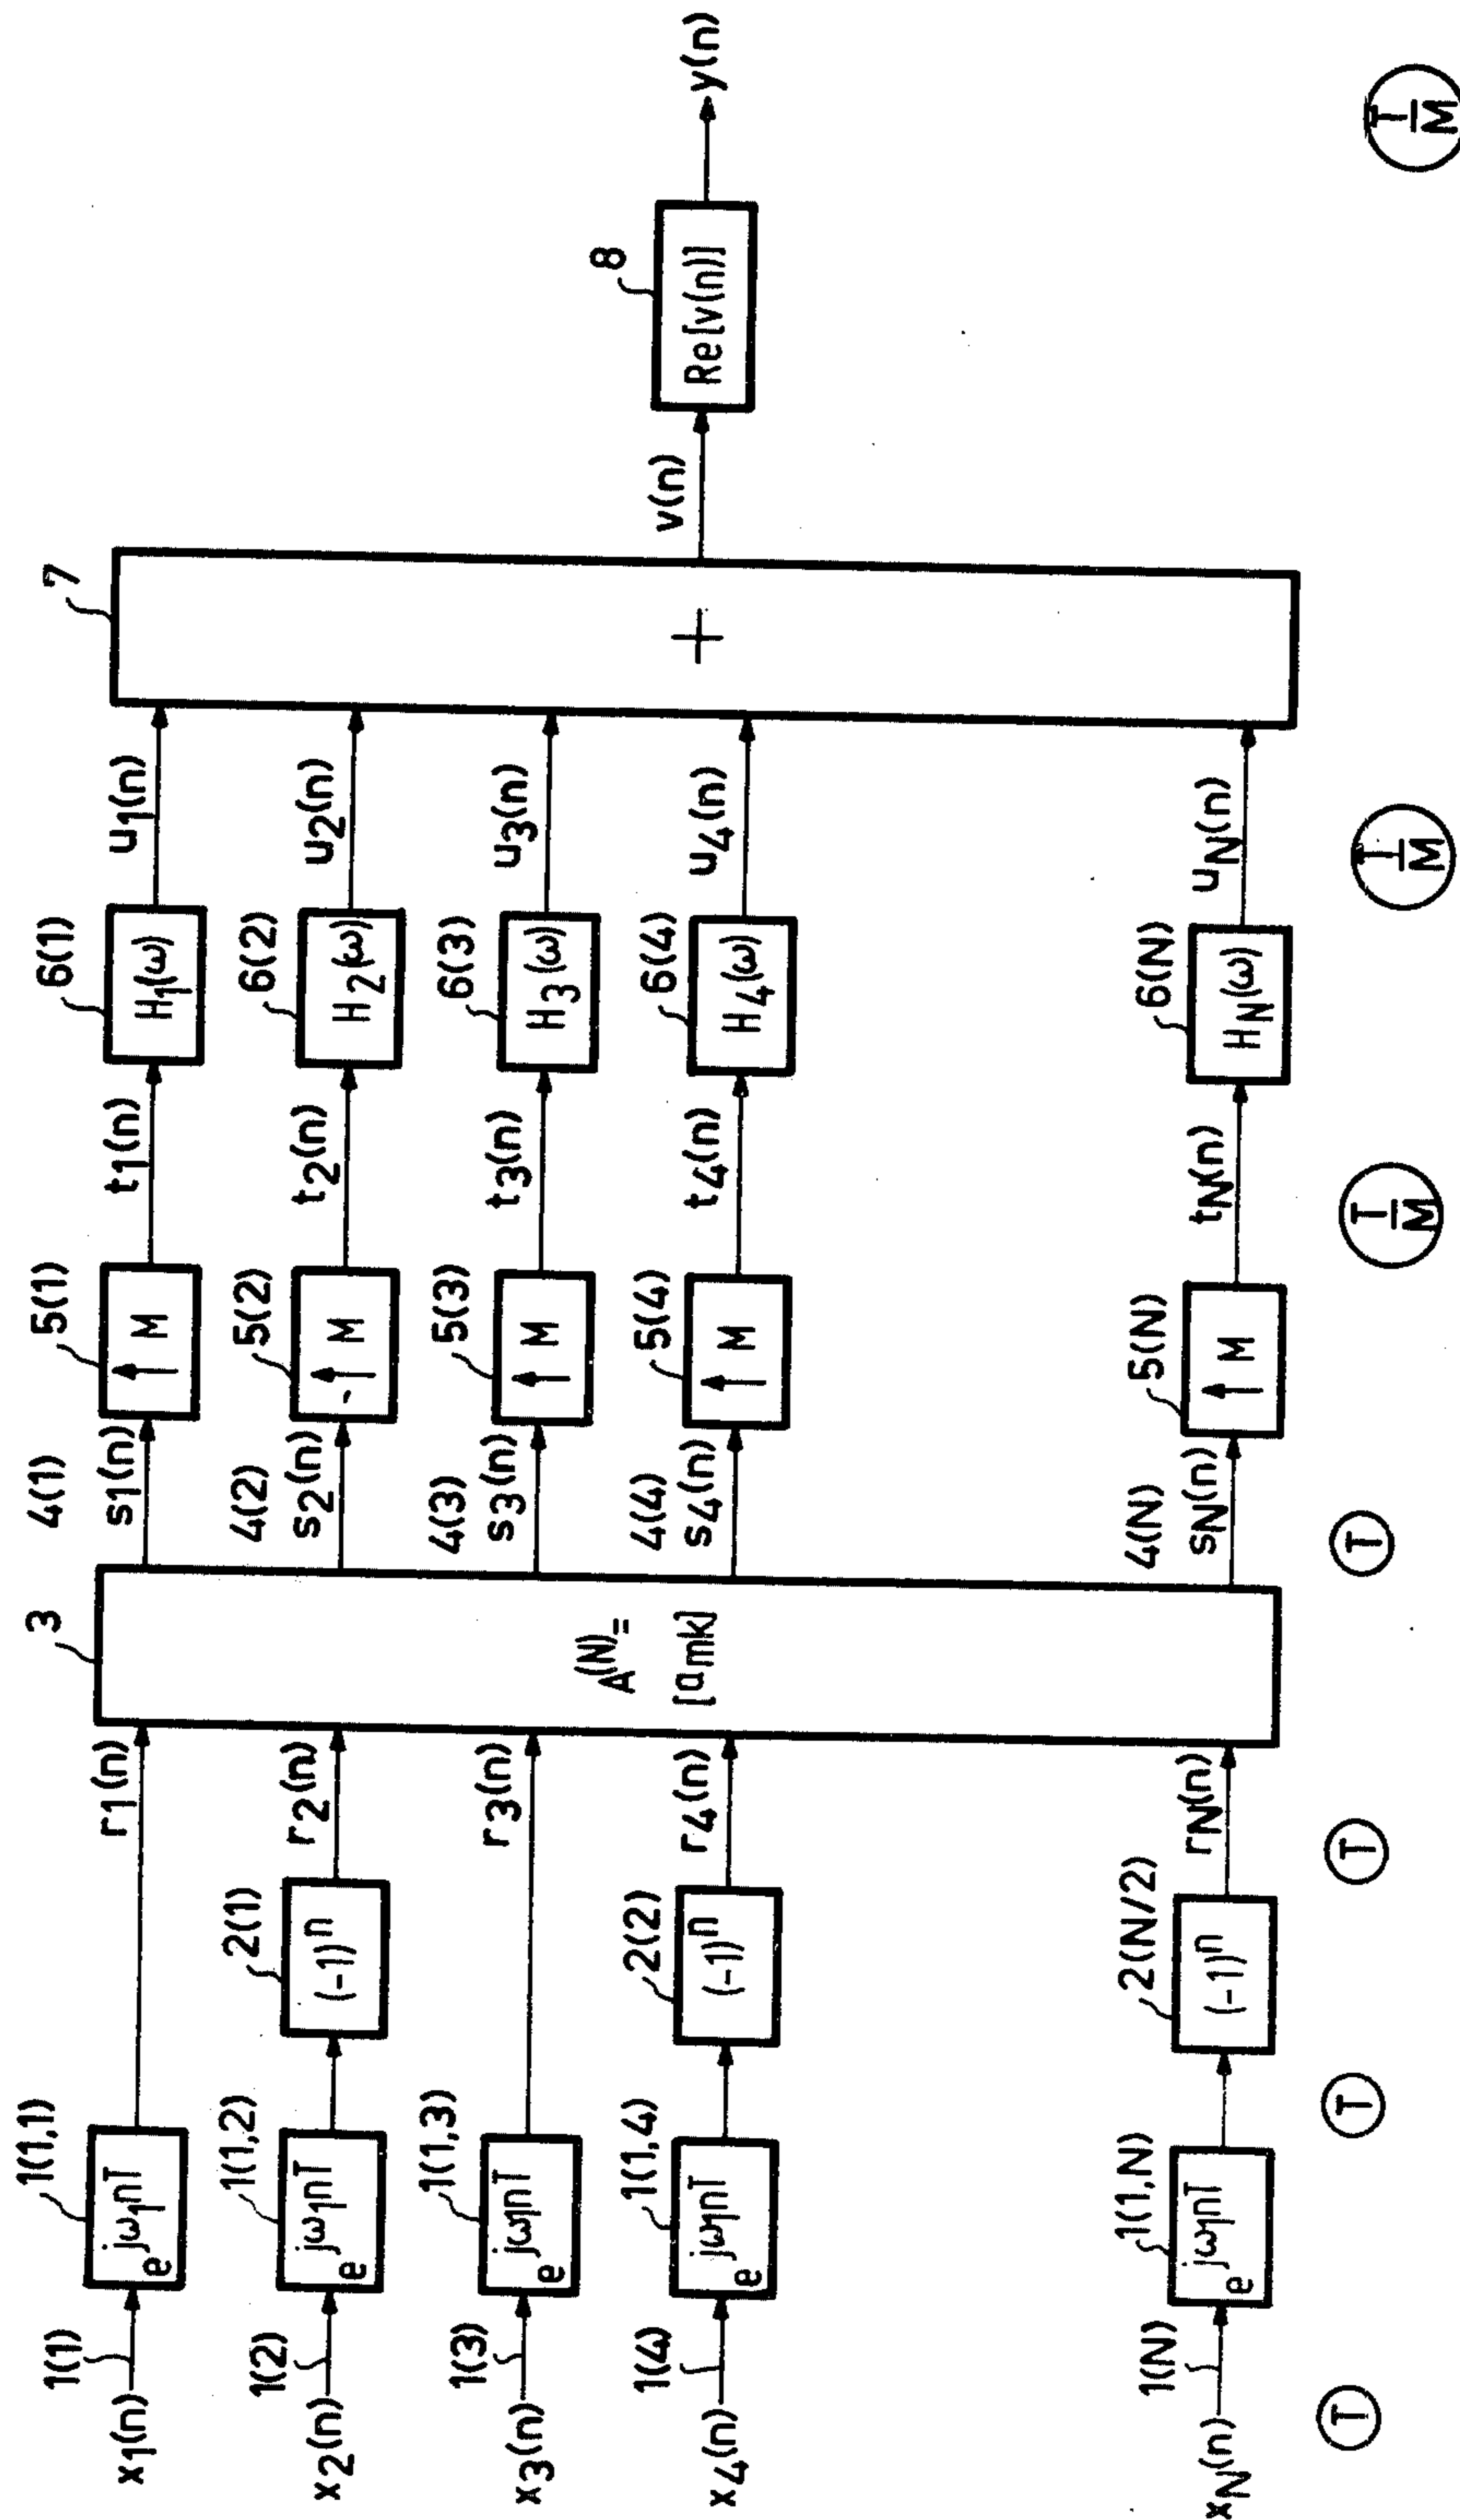 x1(n) 1(1) 1(1,1) e^jω1nT r1(n) 4(1) s1(n) 5(1) ↑M t1(n) 6(1) H1(ω) u1(n)
x2(n) 1(2) 1(1,2) e^jω1nT 2(1) (-1)^n r2(n) 4(2) s2(n) 5(2) ↑M t2(n) 6(2) H2(ω) u2(n)
x3(n) 1(3) 1(1,3) e^jω1nT r3(n) 4(3) s3(n) 5(3) ↑M t3(n) 6(3) H3(ω) u3(n)
x4(n) 1(4) 1(1,4) e^jω1nT 2(2) (-1)^n r4(n) 4(4) s4(n) 5(4) ↑M t4(n) 6(4) H4(ω) u4(n)
xN(n) 1(N) 1(1,N) e^jω1nT 2(N/2) (-1)^n rN(n) 4(N) sN(n) 5(N) ↑M tN(n) 6(N) HN(ω) uN(n)
3
A(N)=
[amk]
7
+
v(n)
8
Re[v(n)]
y(n)
T T T T T/M T/M T/M